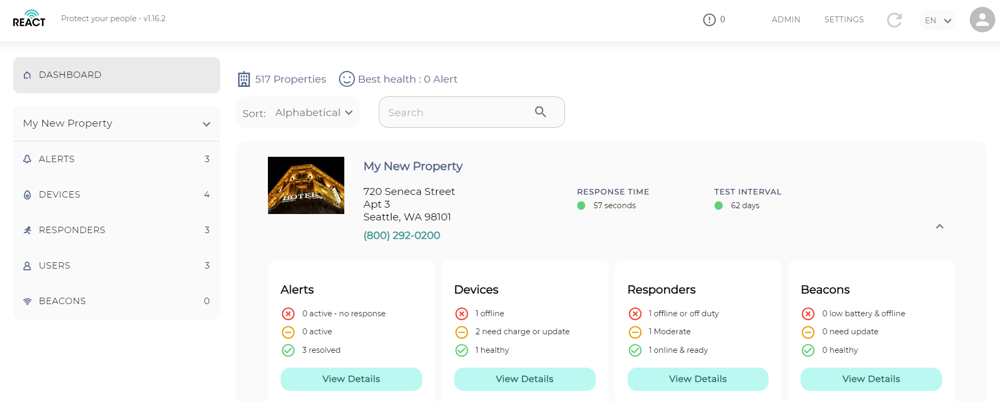 REACT
Protect your people - v1.16.2
0
ADMIN
SETTINGS
EN
DASHBOARD
My New Property
ALERTS 3
DEVICES 4
RESPONDERS 3
USERS 3
BEACONS 0
517 Properties
Best health : 0 Alert
Sort: Alphabetical
Search
HOTEL
My New Property
720 Seneca Street
Apt 3
Seattle, WA 98101
(800) 292-0200
RESPONSE TIME
57 seconds
TEST INTERVAL
62 days
Alerts
0 active - no response
0 active
3 resolved
View Details
Devices
1 offline
2 need charge or update
1 healthy
View Details
Responders
1 offline or off duty
1 Moderate
1 online & ready
View Details
Beacons
0 low battery & offline
0 need update
0 healthy
View Details